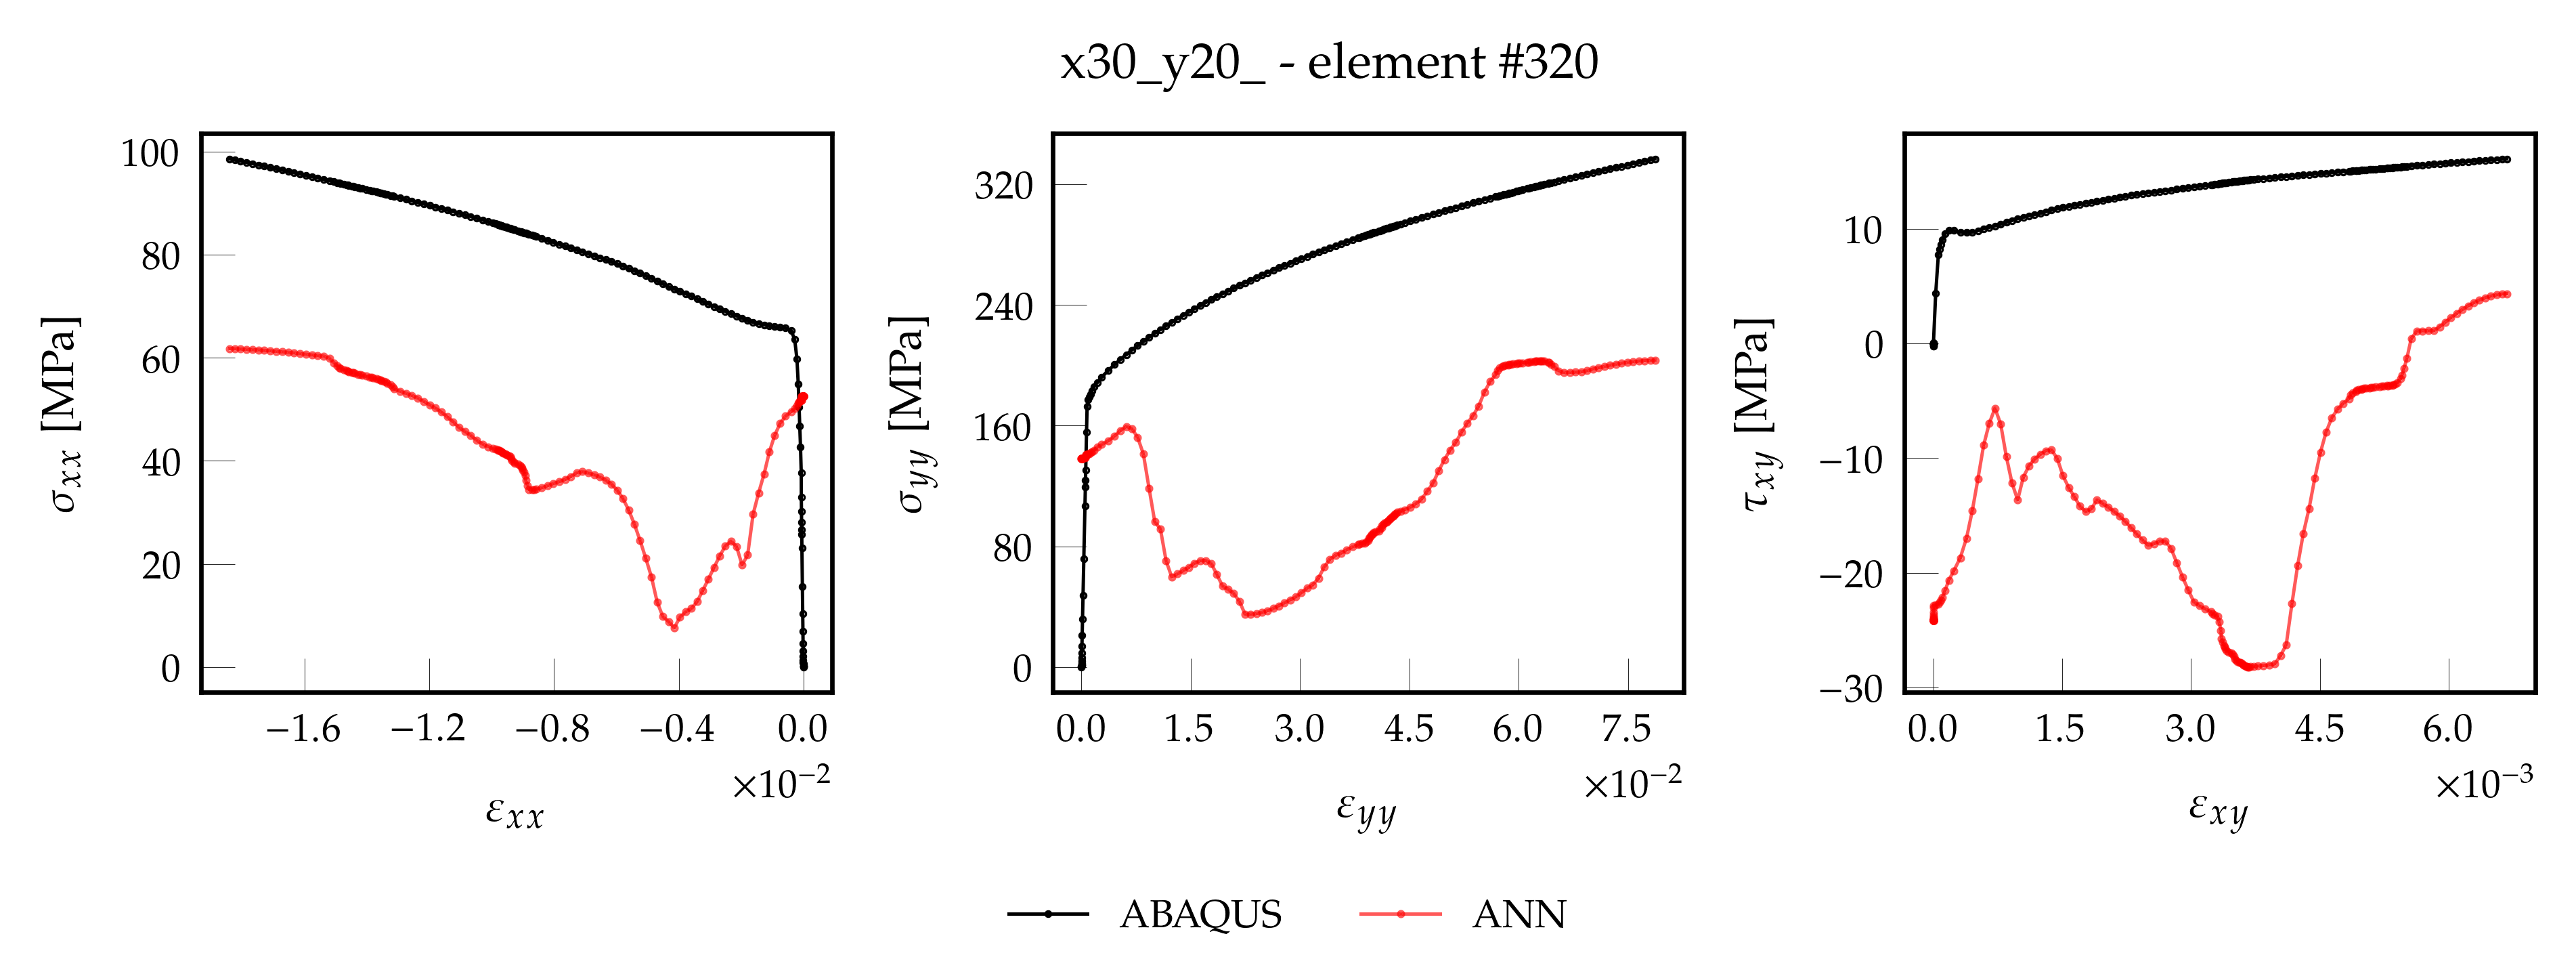 x30_y20_ - element #320
σxx [MPa]
100
80
60
40
20
0
−1.6 −1.2 −0.8 −0.4 0.0
×10−2
εxx
σyy [MPa]
320
240
160
80
0
0.0 1.5 3.0 4.5 6.0 7.5
×10−2
εyy
τxy [MPa]
10
0
−10
−20
−30
0.0 1.5 3.0 4.5 6.0
×10−3
εxy
ABAQUS ANN